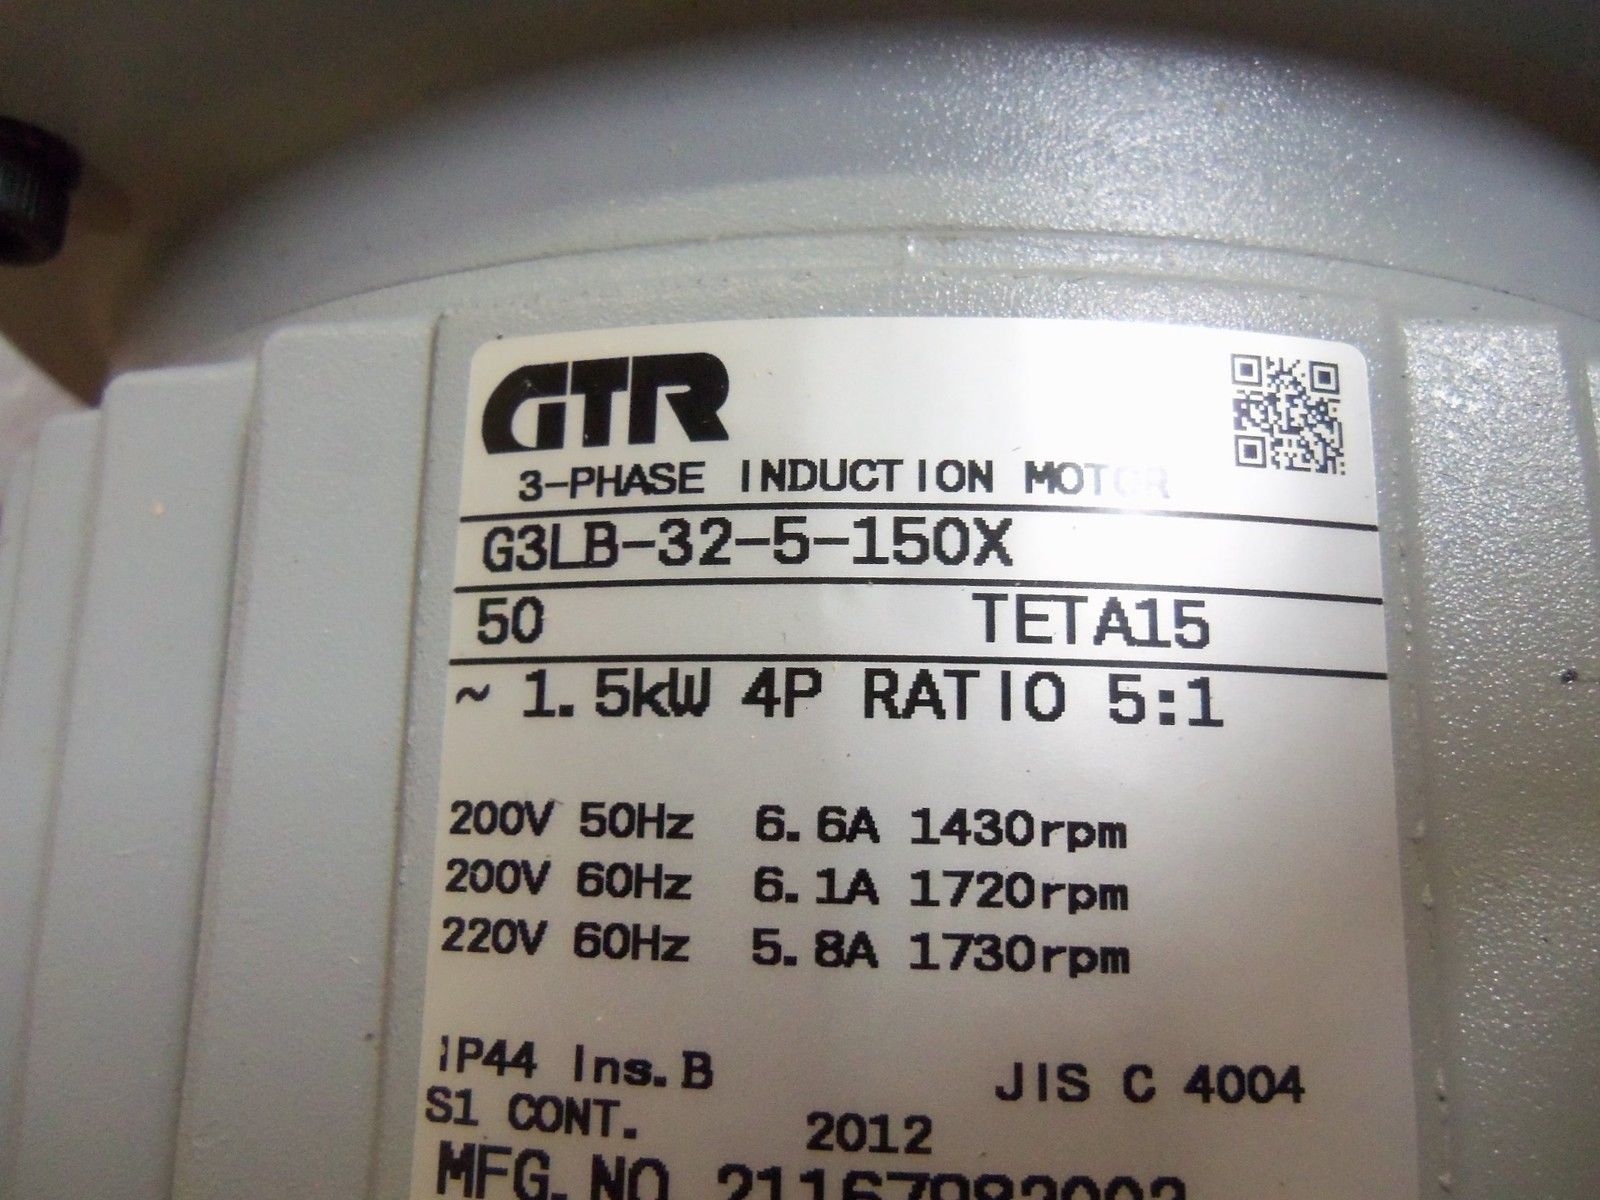 GTR
3-PHASE INDUCTION MOTOR
G3LB-32-5-150X
50 TETA15
~ 1.5kW 4P RATIO 5:1
200V 50Hz 6.6A 1430rpm
200V 60Hz 6.1A 1720rpm
220V 60Hz 5.8A 1730rpm
IP44 Ins.B JIS C 4004
S1 CONT. 2012
MFG.NO